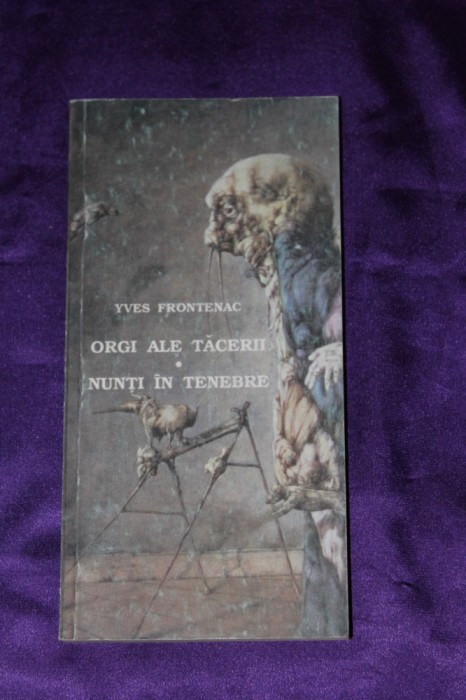 YVES FRONTENAC
ORGI ALE TĂCERII
•
NUNȚI ÎN TENEBRE